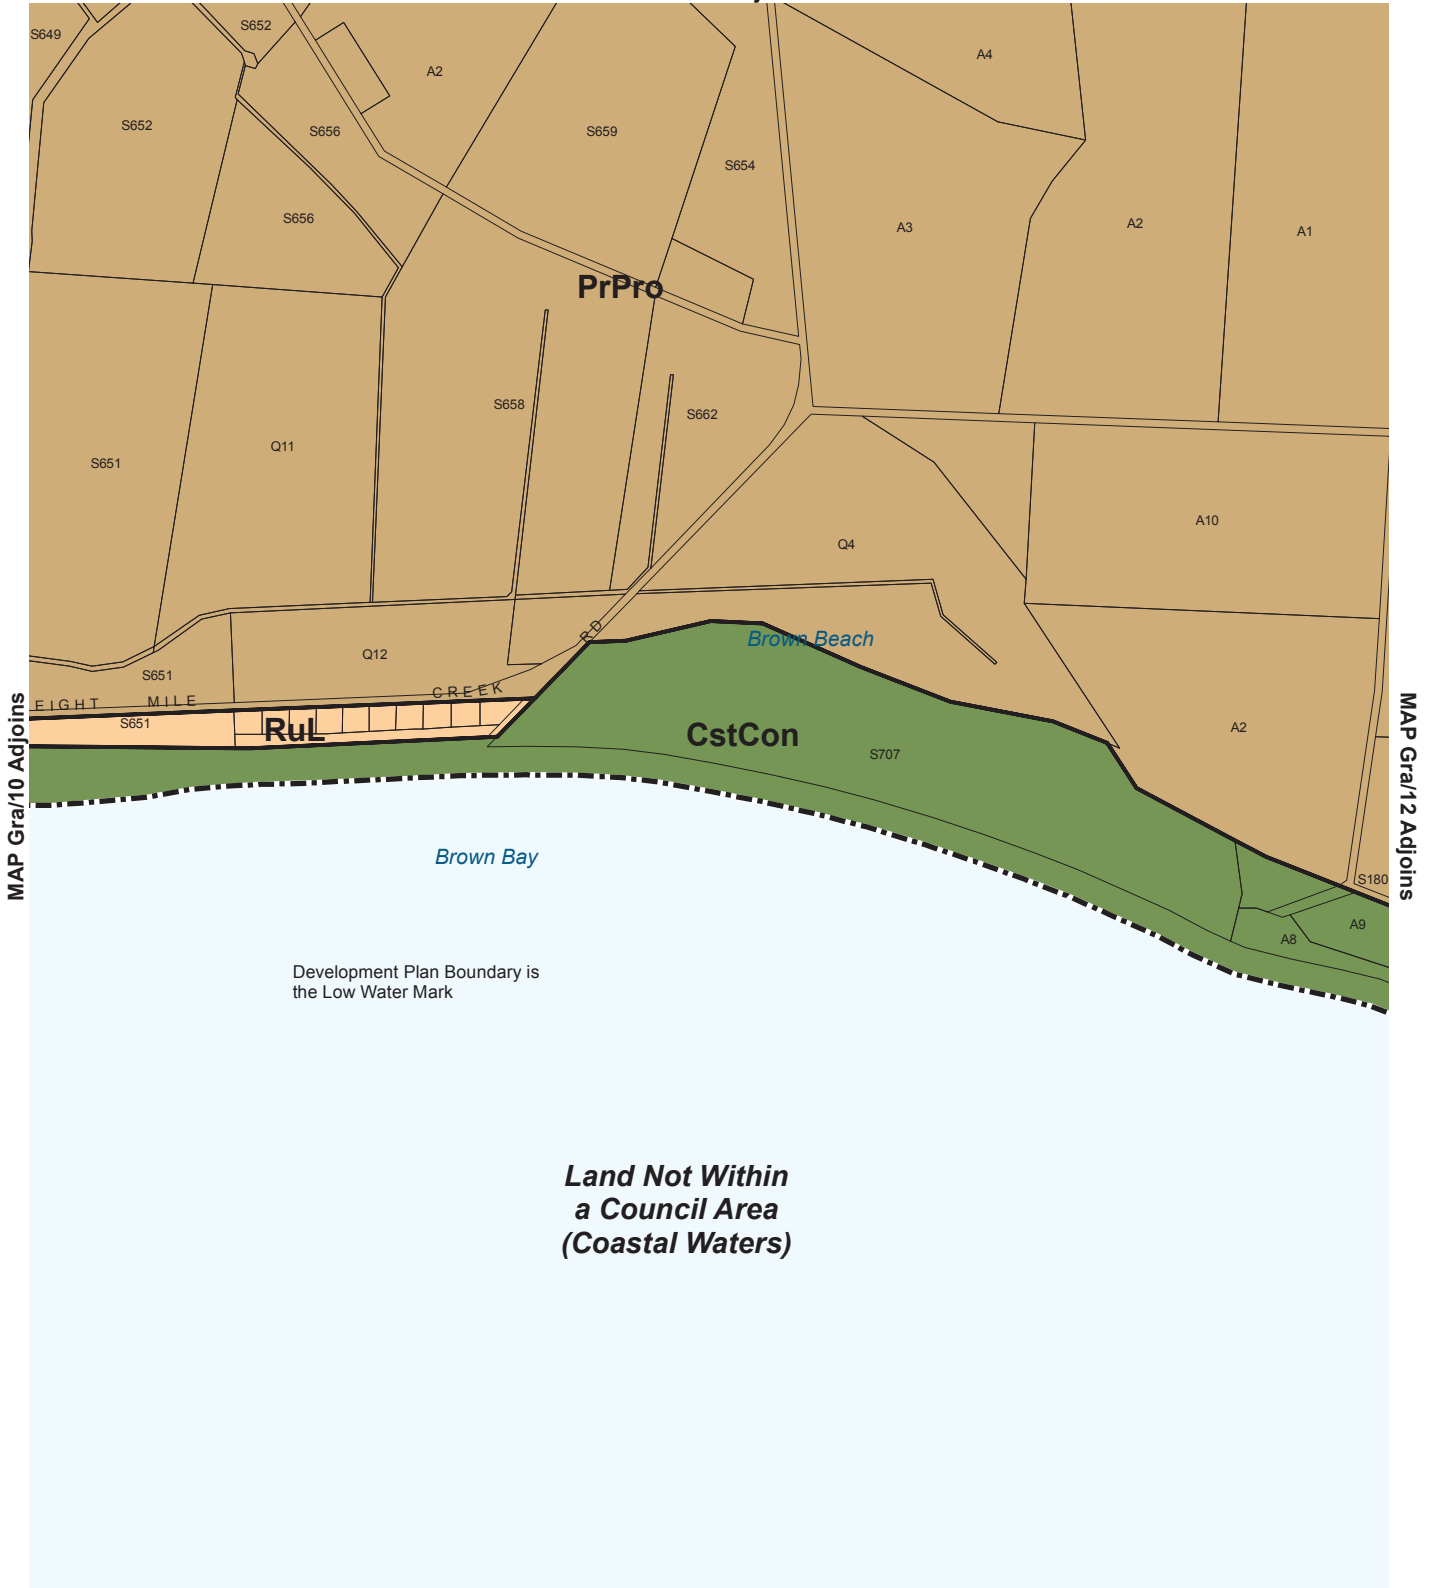 S649
S652
A2
A4
S652
S656
S659
S654
S656
A3
A2
A1
PrPro
S658
S662
Q11
S651
A10
Q4
RD
Brown Beach
Q12
S651
EIGHT MILE CREEK
S651
RuL
CstCon
S707
A2
MAP Gra/10 Adjoins
MAP Gra/12 Adjoins
Brown Bay
S180
A9
A8
Development Plan Boundary is
the Low Water Mark
Land Not Within
a Council Area
(Coastal Waters)